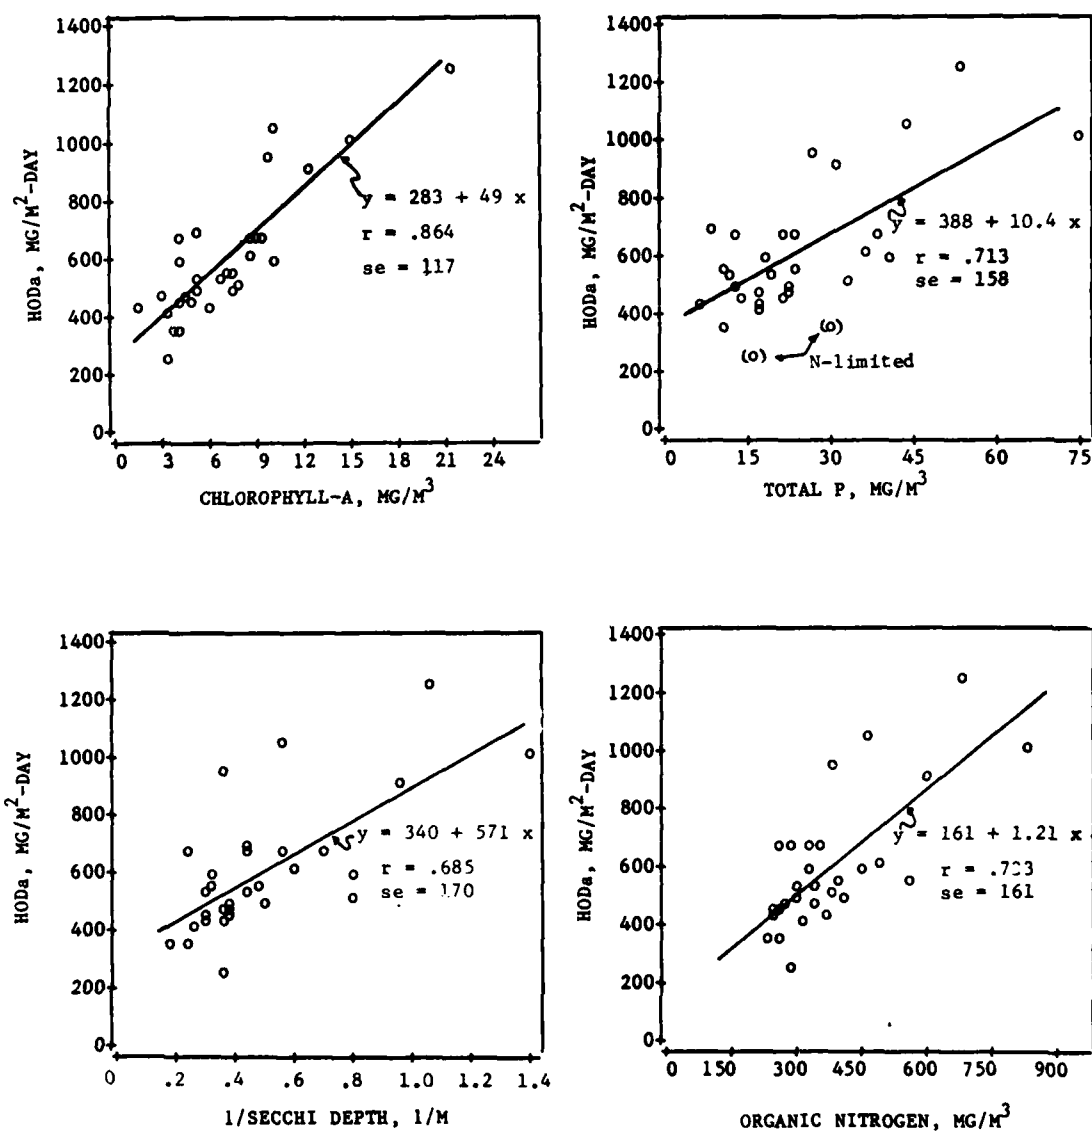 1400
1200
1000
800
600
400
200
0
HODa, MG/M²-DAY
y = 283 + 49 x
r = .864
se = 117
0 3 6 9 12 15 18 21 24
CHLOROPHYLL-A, MG/M³
1400
1200
1000
800
600
400
200
0
HODa, MG/M²-DAY
y = 388 + 10.4 x
r = .713
se = 158
N-limited
0 15 30 45 60 75
TOTAL P, MG/M³
1400
1200
1000
800
600
400
200
0
HODa, MG/M²-DAY
y = 340 + 571 x
r = .685
se = 170
0 .2 .4 .6 .8 1.0 1.2 1.4
1/SECCHI DEPTH, 1/M
1400
1200
1000
800
600
400
200
0
HODa, MG/M²-DAY
y = 161 + 1.21 x
se = 161
0 150 300 450 600 750 900
ORGANIC NITROGEN, MG/M³